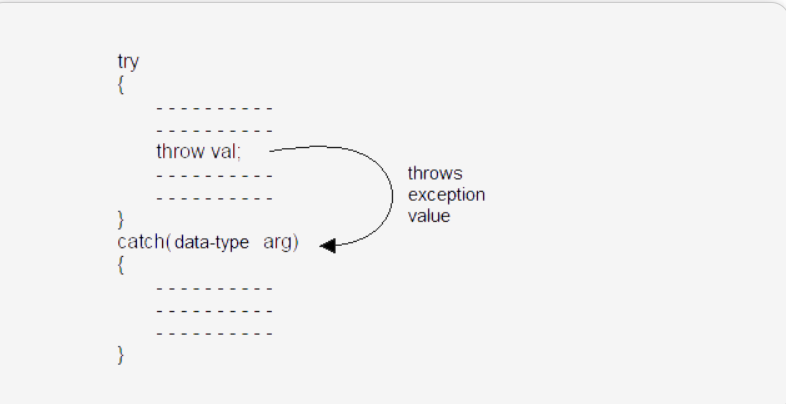 try
{
- - - - - - - - - -
- - - - - - - - - -
throw val;
- - - - - - - - - -
- - - - - - - - - -
}
catch(data-type arg)
{
- - - - - - - - - -
- - - - - - - - - -
- - - - - - - - - -
}
throws
exception
value